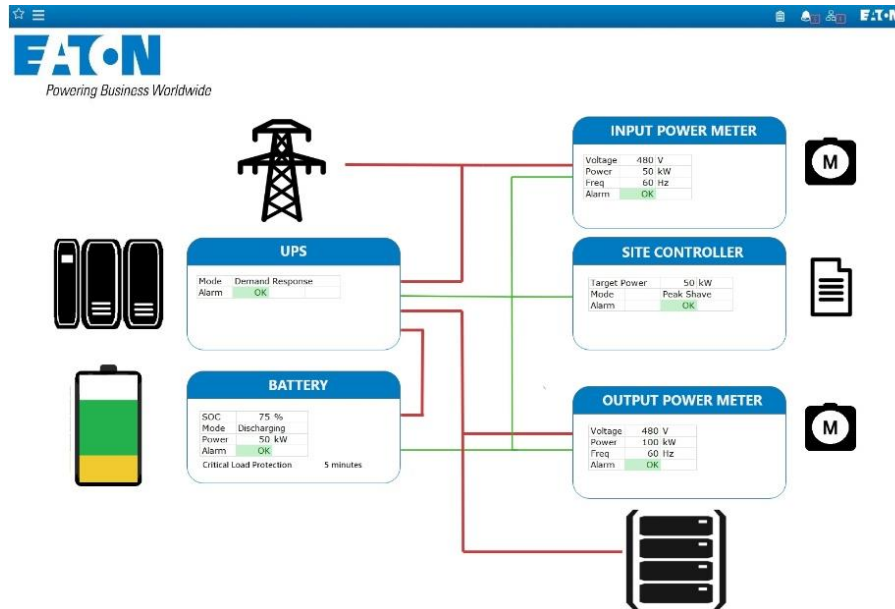 EATON
EATON
Powering Business Worldwide
INPUT POWER METER
Voltage 480 V
Power 50 kW
Freq 60 Hz
Alarm OK
M
UPS
Mode Demand Response
Alarm OK
SITE CONTROLLER
Target Power 50 kW
Mode Peak Shave
Alarm OK
BATTERY
SOC 75 %
Mode Discharging
Power 50 kW
Alarm OK
Critical Load Protection 5 minutes
OUTPUT POWER METER
Voltage 480 V
Power 100 kW
Freq 60 Hz
Alarm OK
M